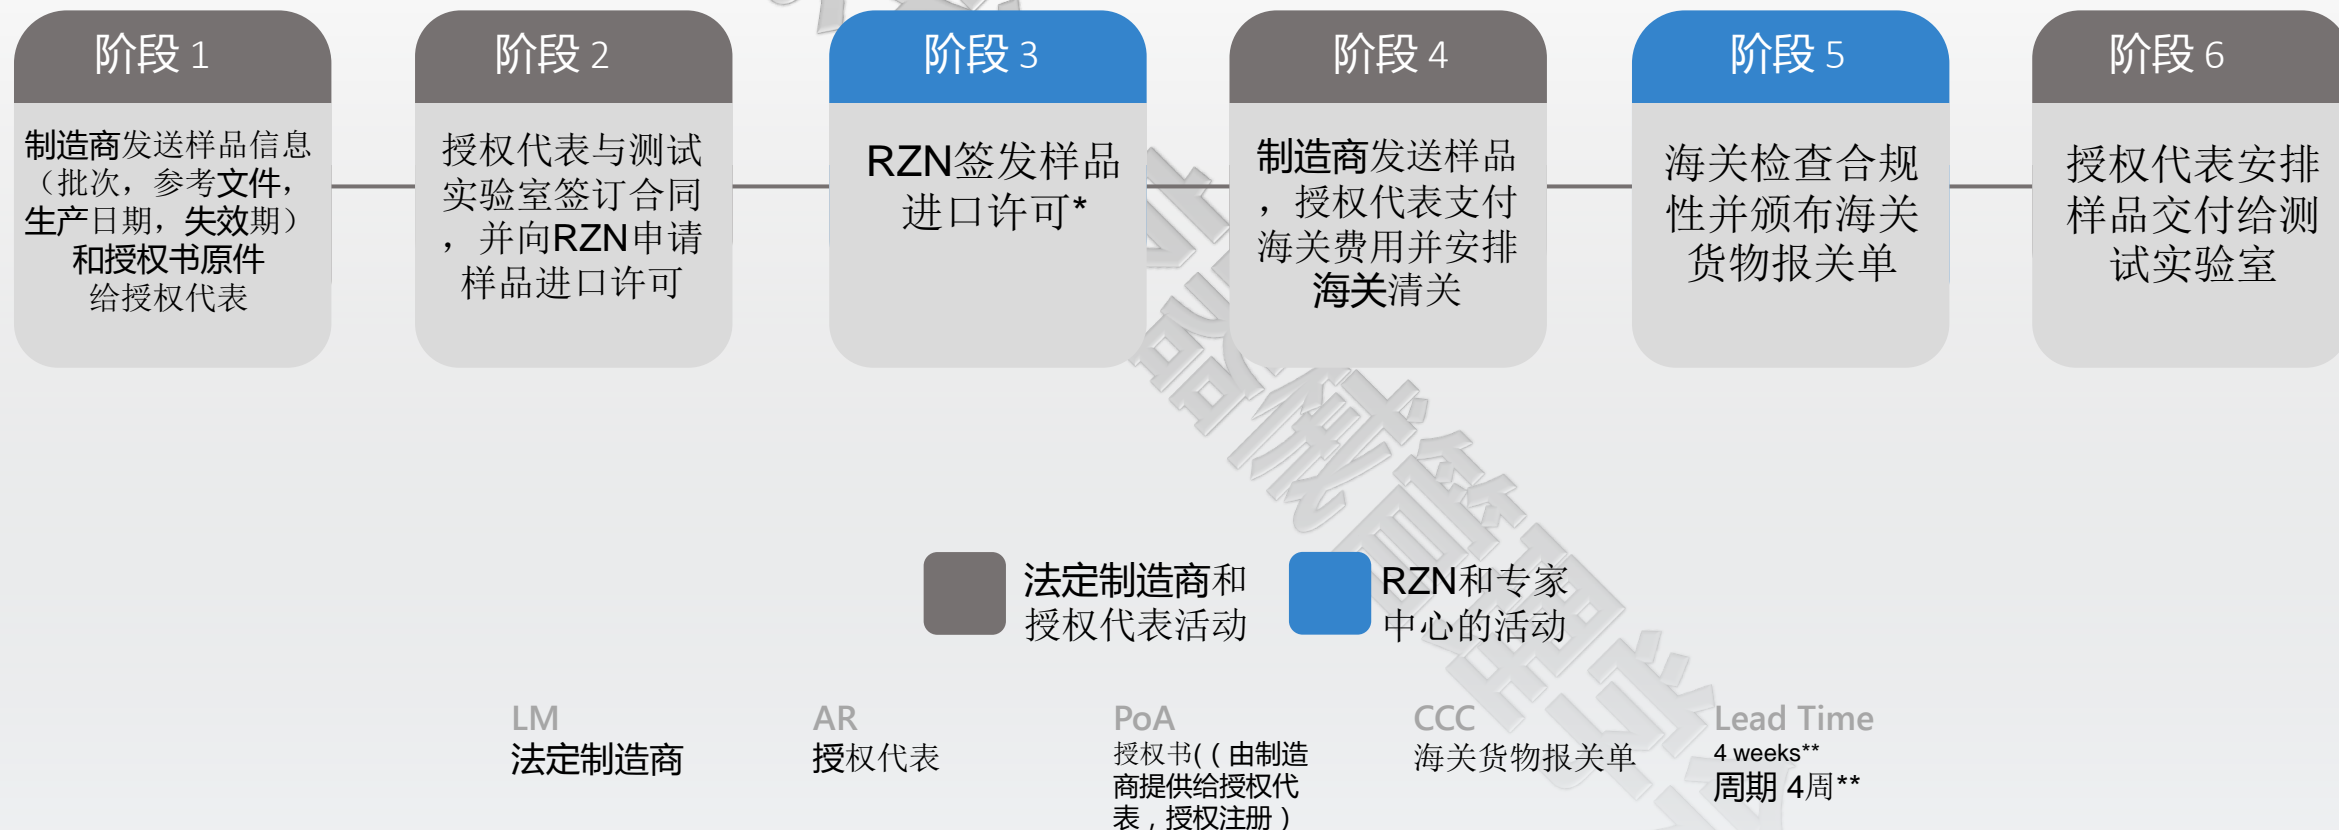 阶段 1
制造商发送样品信息
（批次，参考文件，
生产日期，失效期）
和授权书原件
给授权代表
阶段 2
授权代表与测试
实验室签订合同
，并向RZN申请
样品进口许可
阶段 3
RZN签发样品
进口许可*
阶段 4
制造商发送样品
，授权代表支付
海关费用并安排
海关清关
阶段 5
海关检查合规
性并颁布海关
货物报关单
阶段 6
授权代表安排
样品交付给测
试实验室
法定制造商和
授权代表活动
RZN和专家
中心的活动
LM
法定制造商
AR
授权代表
PoA
授权书(（由制造
商提供给授权代
表，授权注册）
CCC
海关货物报关单
Lead Time
4 weeks**
周期 4周**
器械管理学会